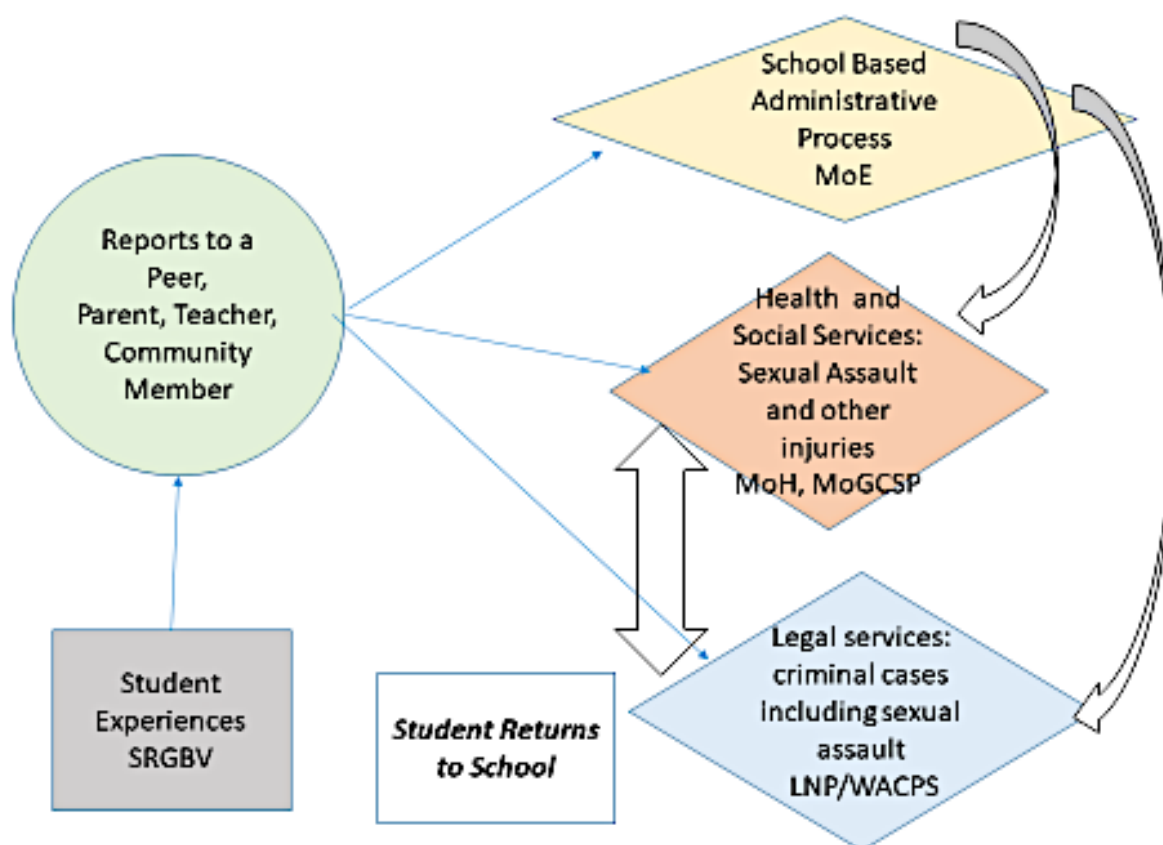 School Based
Administrative
Process
MoE
Reports to a
Peer,
Parent, Teacher,
Community
Member
Health and
Social Services:
Sexual Assault
and other
injuries
MoH, MoGCSP
Student
Experiences
SRGBV
Student Returns
to School
Legal services:
criminal cases
including sexual
assault
LNP/WACPS